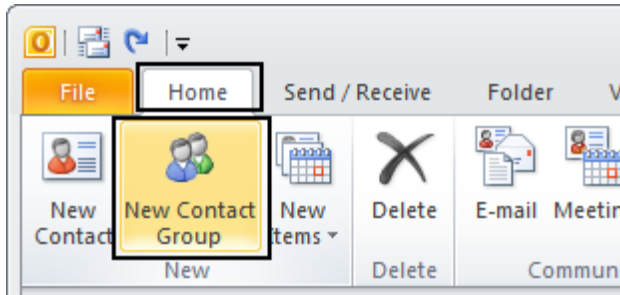 File Home Send / Receive Folder
New Contact New Contact Group New Items Delete E-mail
New Delete